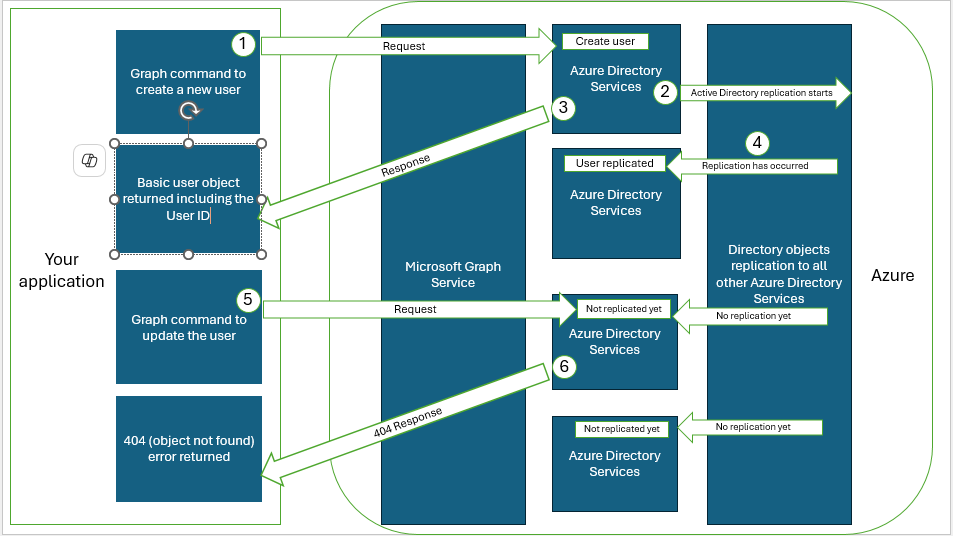 1
Request
Create user
Graph command to
create a new user
Azure Directory
Services
2
Active Directory replication starts
3
Response
4
User replicated
Replication has occurred
Basic user object
returned including the
User ID
Azure Directory
Services
Your
application
Microsoft Graph
Service
Directory objects
replication to all
other Azure Directory
Services
Azure
5
Request
Not replicated yet
No replication yet
Graph command to
update the user
Azure Directory
Services
6
404 Response
404 (object not found)
error returned
Not replicated yet
No replication yet
Azure Directory
Services